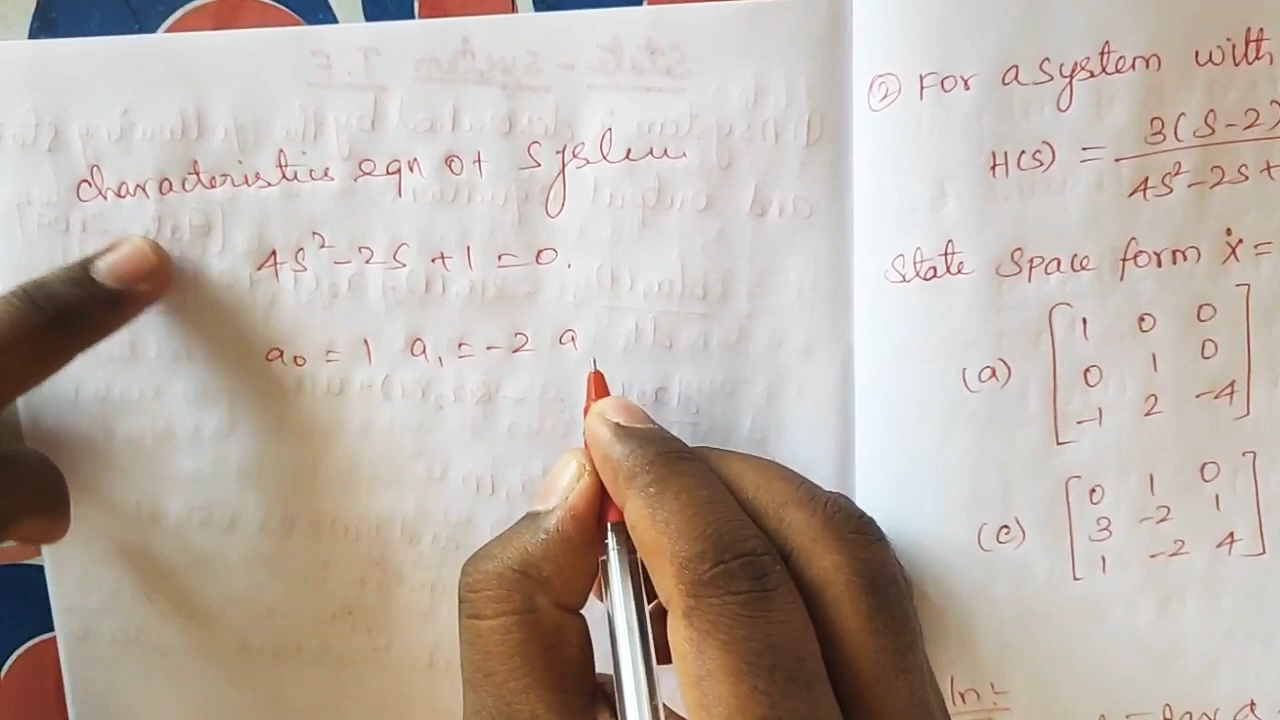 characteristics eqn of system
4s²-2s+1=0.
a₀ = 1 a₁ = -2 a
② For a system with
H(s) = 3(s-2)
4s²-2s+
State space form ẋ =
(a) [1 0 0
0 1 0
-1 2 -4]
(c) [0 1 0
3 -2 1
1 -2 4]
ln:-